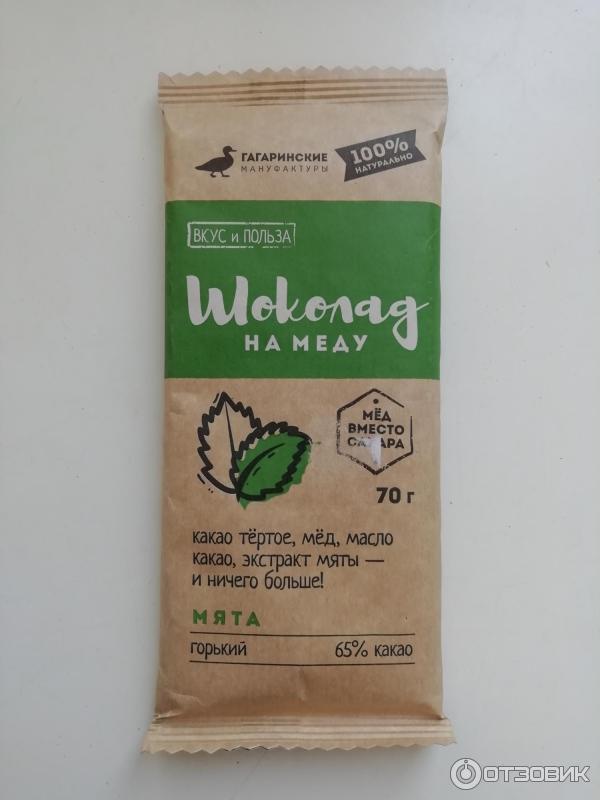 ГАГАРИНСКИЕ
МАНУФАКТУРЫ
100%
НАТУРАЛЬНО
ВКУС и ПОЛЬЗА
Шоколад
НА МЕДУ
МЁД
ВМЕСТО
САХАРА
70 г
какао тёртое, мёд, масло
какао, экстракт мяты —
и ничего больше!
МЯТА
горький 65% какао
ОТЗОВИК